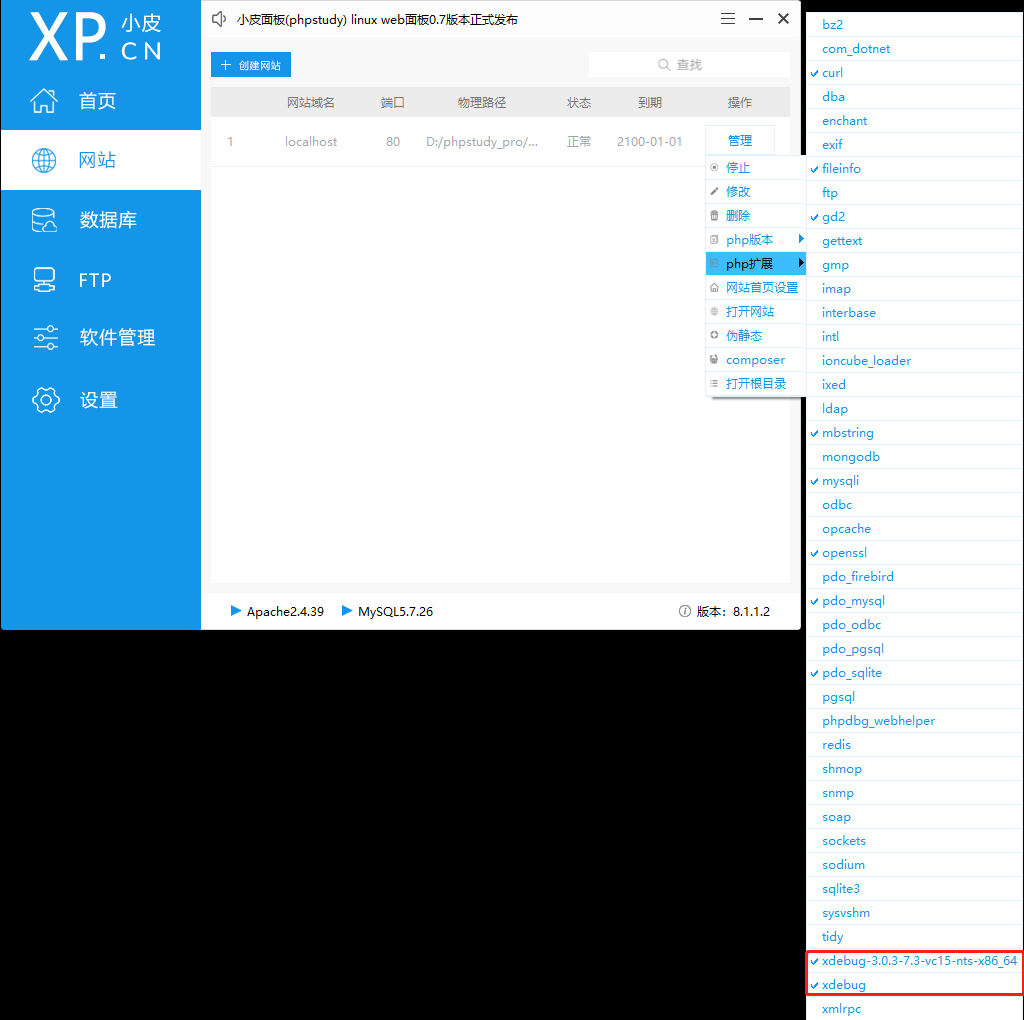 XP.CN 小皮
小皮面板(phpstudy) linux web面板0.7版本正式发布
首页
网站
数据库
FTP
软件管理
设置
创建网站
查找
网站域名 端口 物理路径 状态 到期 操作
1 localhost 80 D:/phpstudy_pro/... 正常 2100-01-01 管理
停止
修改
删除
php版本
php扩展
网站首页设置
打开网站
伪静态
composer
打开根目录
Apache2.4.39 MySQL5.7.26 版本：8.1.1.2
bz2
com_dotnet
curl
dba
enchant
exif
fileinfo
ftp
gd2
gettext
gmp
imap
interbase
intl
ioncube_loader
ixed
ldap
mbstring
mongodb
mysqli
odbc
opcache
openssl
pdo_firebird
pdo_mysql
pdo_odbc
pdo_pgsql
pdo_sqlite
pgsql
phpdbg_webhelper
redis
shmop
snmp
soap
sockets
sodium
sqlite3
sysvshm
tidy
xdebug-3.0.3-7.3-vc15-nts-x86_64
xdebug
xmlrpc